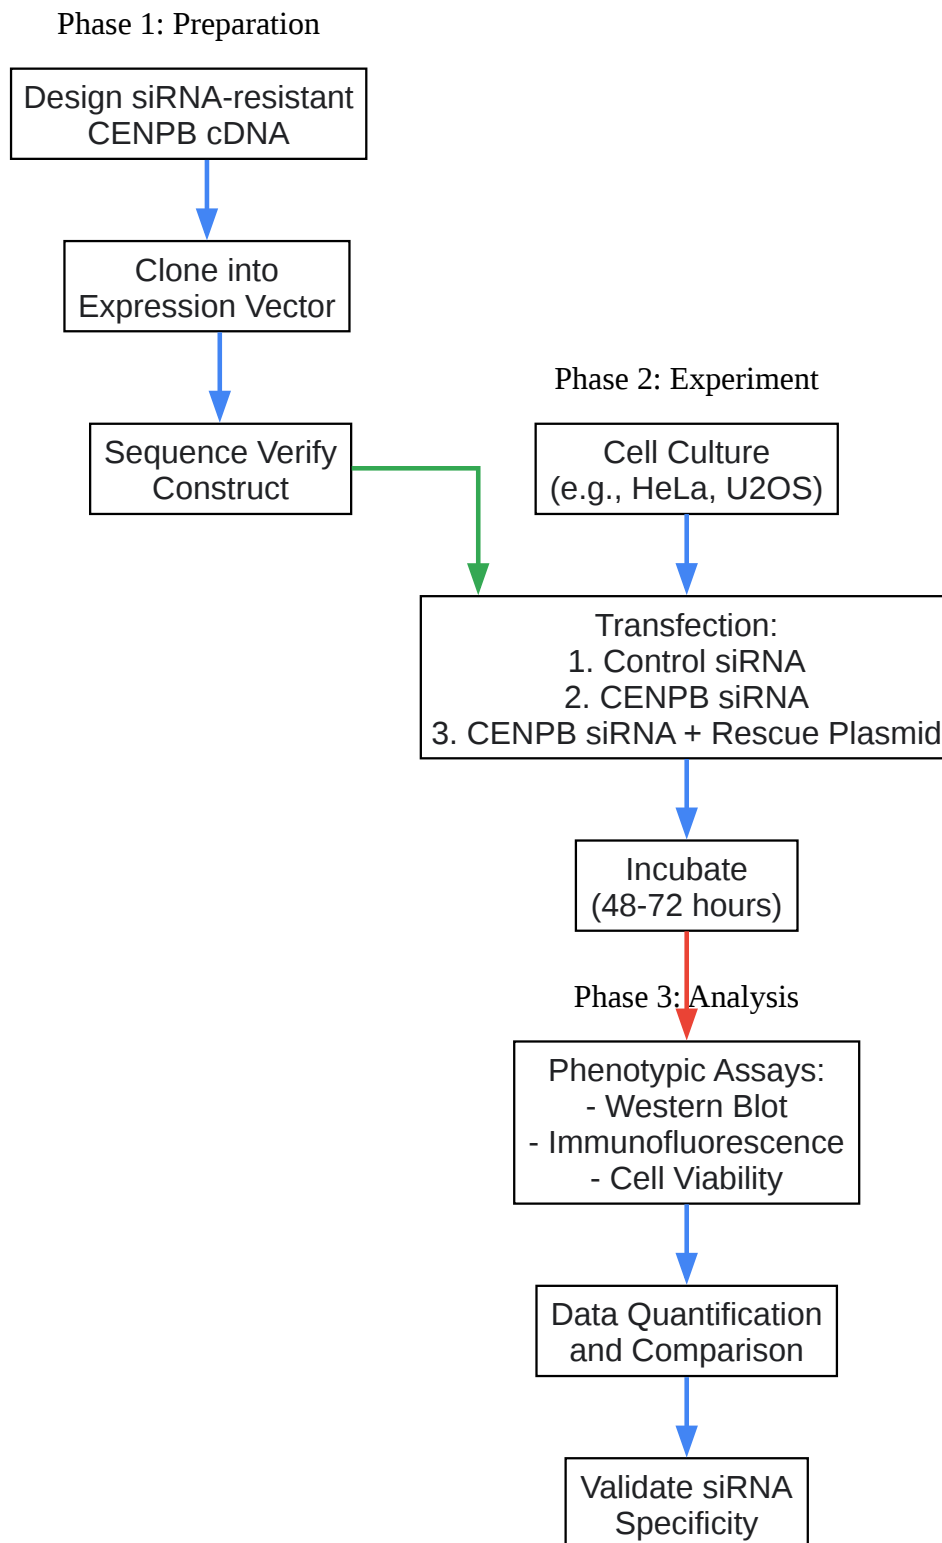 Phase 1: Preparation
Design siRNA-resistant
CENPB cDNA
Clone into
Expression Vector
Sequence Verify
Construct
Phase 2: Experiment
Cell Culture
(e.g., HeLa, U2OS)
Transfection:
1. Control siRNA
2. CENPB siRNA
3. CENPB siRNA + Rescue Plasmid
Incubate
(48-72 hours)
Phase 3: Analysis
Phenotypic Assays:
- Western Blot
- Immunofluorescence
- Cell Viability
Data Quantification
and Comparison
Validate siRNA
Specificity